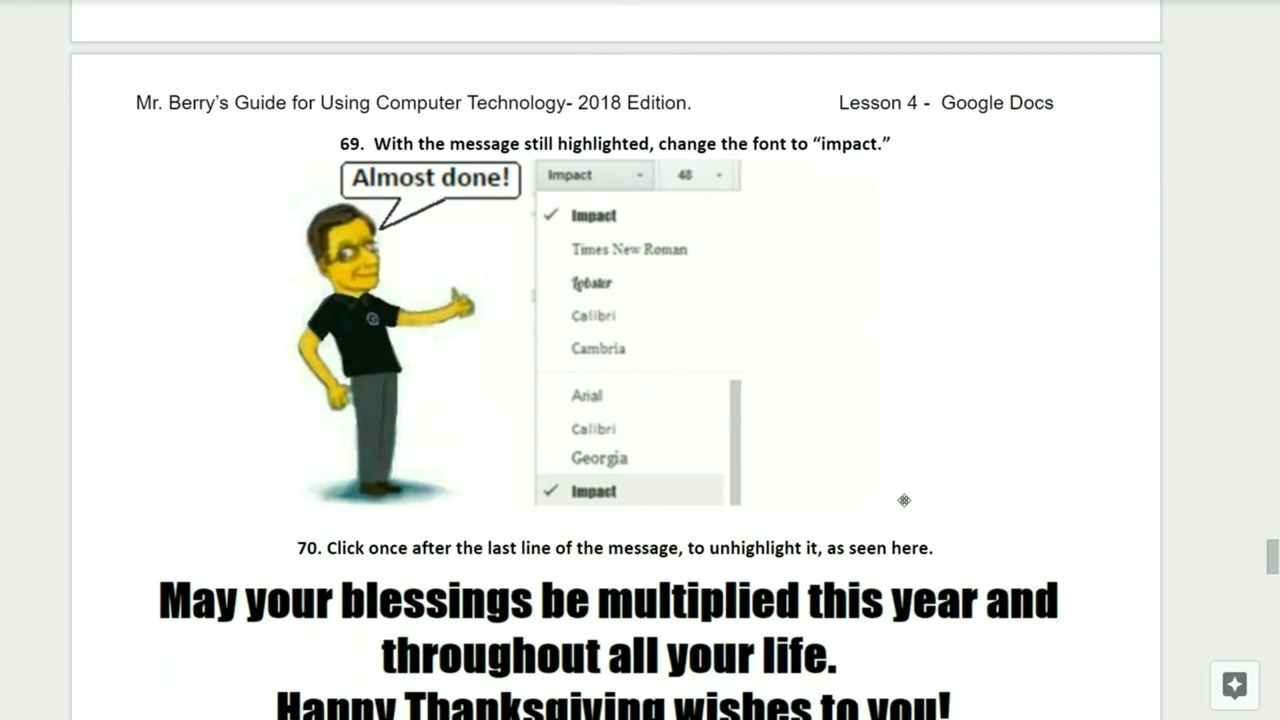 Mr. Berry’s Guide for Using Computer Technology- 2018 Edition. Lesson 4 - Google Docs
69. With the message still highlighted, change the font to “impact.”
Almost done!
Impact 48
Impact
Times New Roman
Lobster
Calibri
Cambria
Arial
Calibri
Georgia
Impact
70. Click once after the last line of the message, to unhighlight it, as seen here.
May your blessings be multiplied this year and
throughout all your life.
Happy Thanksgiving wishes to you!